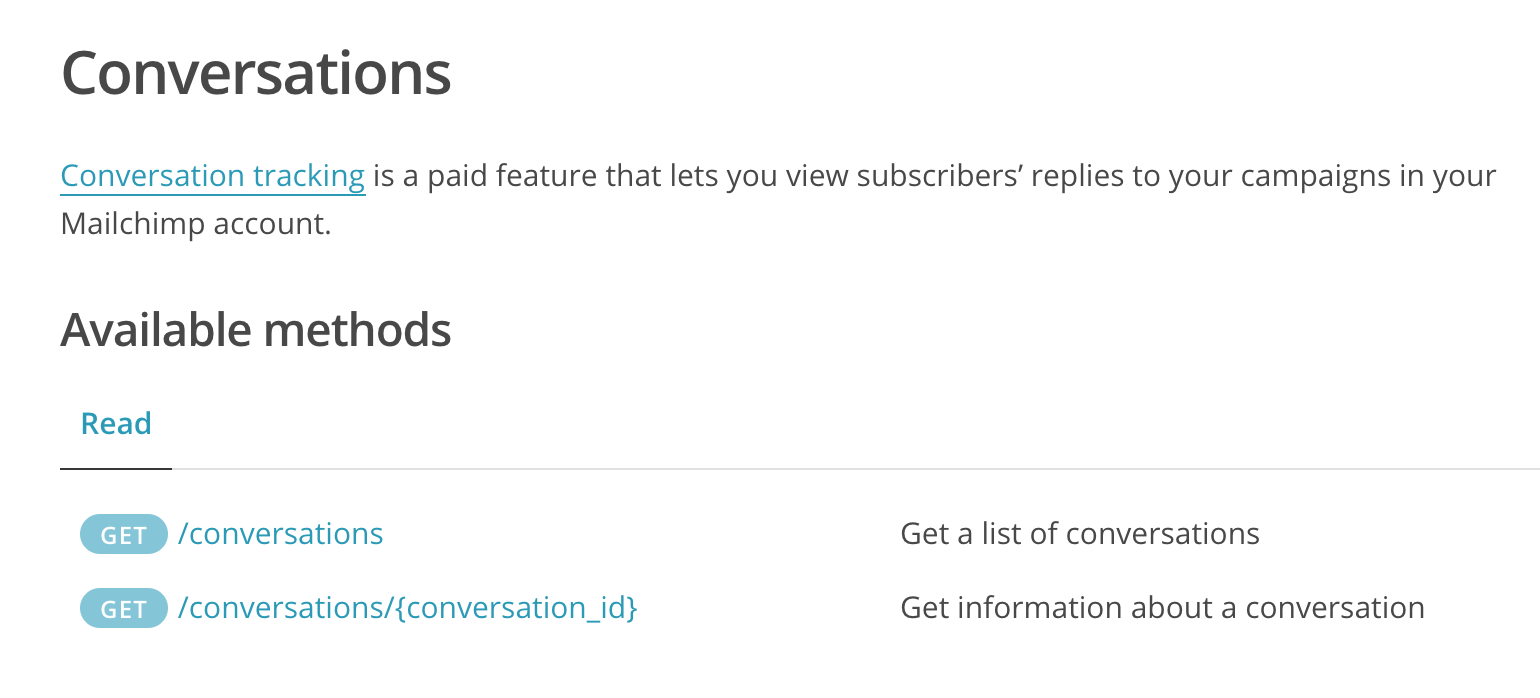 Conversations
Conversation tracking is a paid feature that lets you view subscribers’ replies to your campaigns in your
Mailchimp account.
Available methods
Read
GET /conversations Get a list of conversations
GET /conversations/{conversation_id} Get information about a conversation